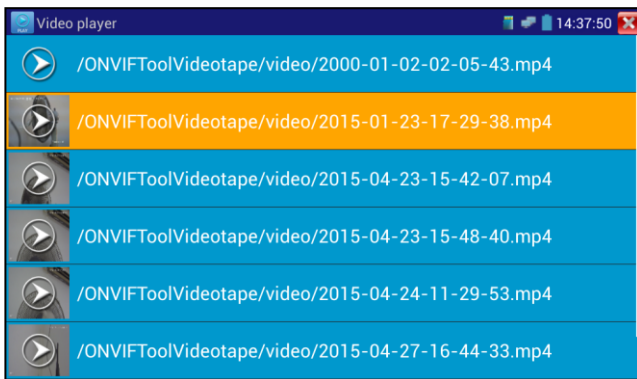 Video player
14:37:50
/ONVIFToolVideotape/video/2000-01-02-02-05-43.mp4
/ONVIFToolVideotape/video/2015-01-23-17-29-38.mp4
/ONVIFToolVideotape/video/2015-04-23-15-42-07.mp4
/ONVIFToolVideotape/video/2015-04-23-15-48-40.mp4
/ONVIFToolVideotape/video/2015-04-24-11-29-53.mp4
/ONVIFToolVideotape/video/2015-04-27-16-44-33.mp4